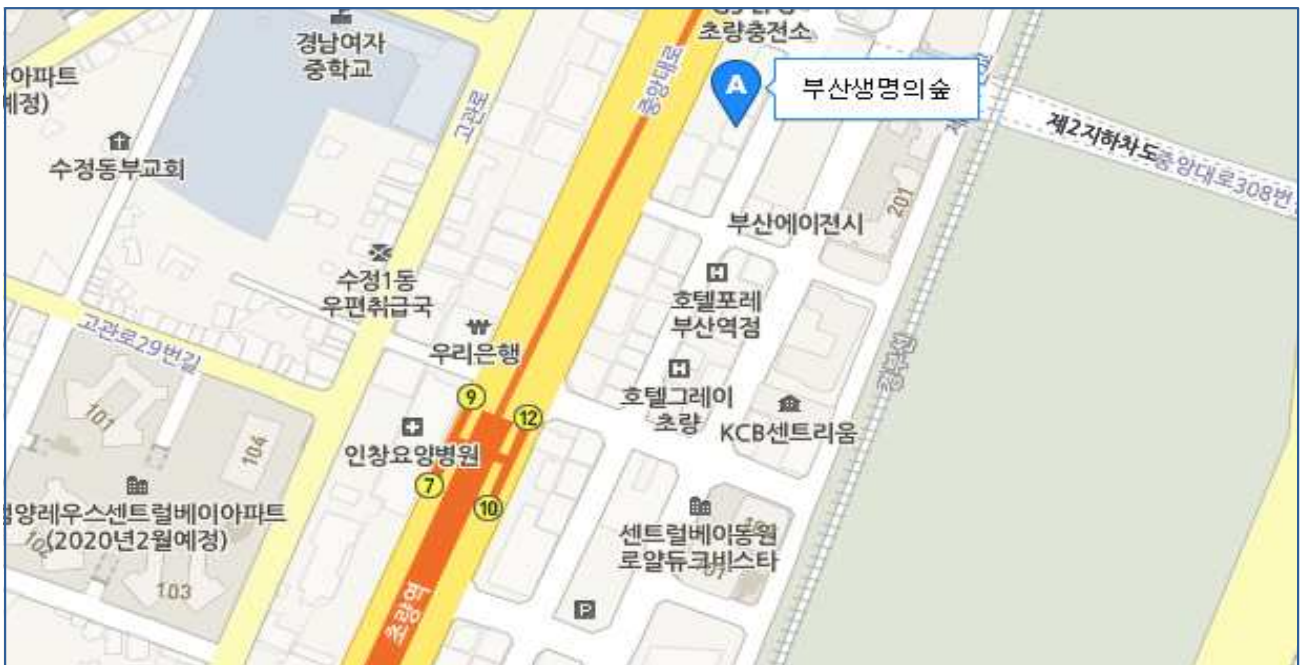 초량충전소
경남여자
중학교
아파트
예정)
중앙대로
고관로
A
부산생명의숲
제2지하차도
중앙대로308번
수정동부교회
201
부산에이전시
수정1동
우편취급국
호텔포레
부산역점
고관로29번길
우리은행
경부선
호텔그레이
초량
KCB센트리움
9
12
101
104
인창요양병원
7
10
양레우스센트럴베이아파트
(2020년2월예정)
센트럴베이동원
로얄듀크비스타
103
초량역
P